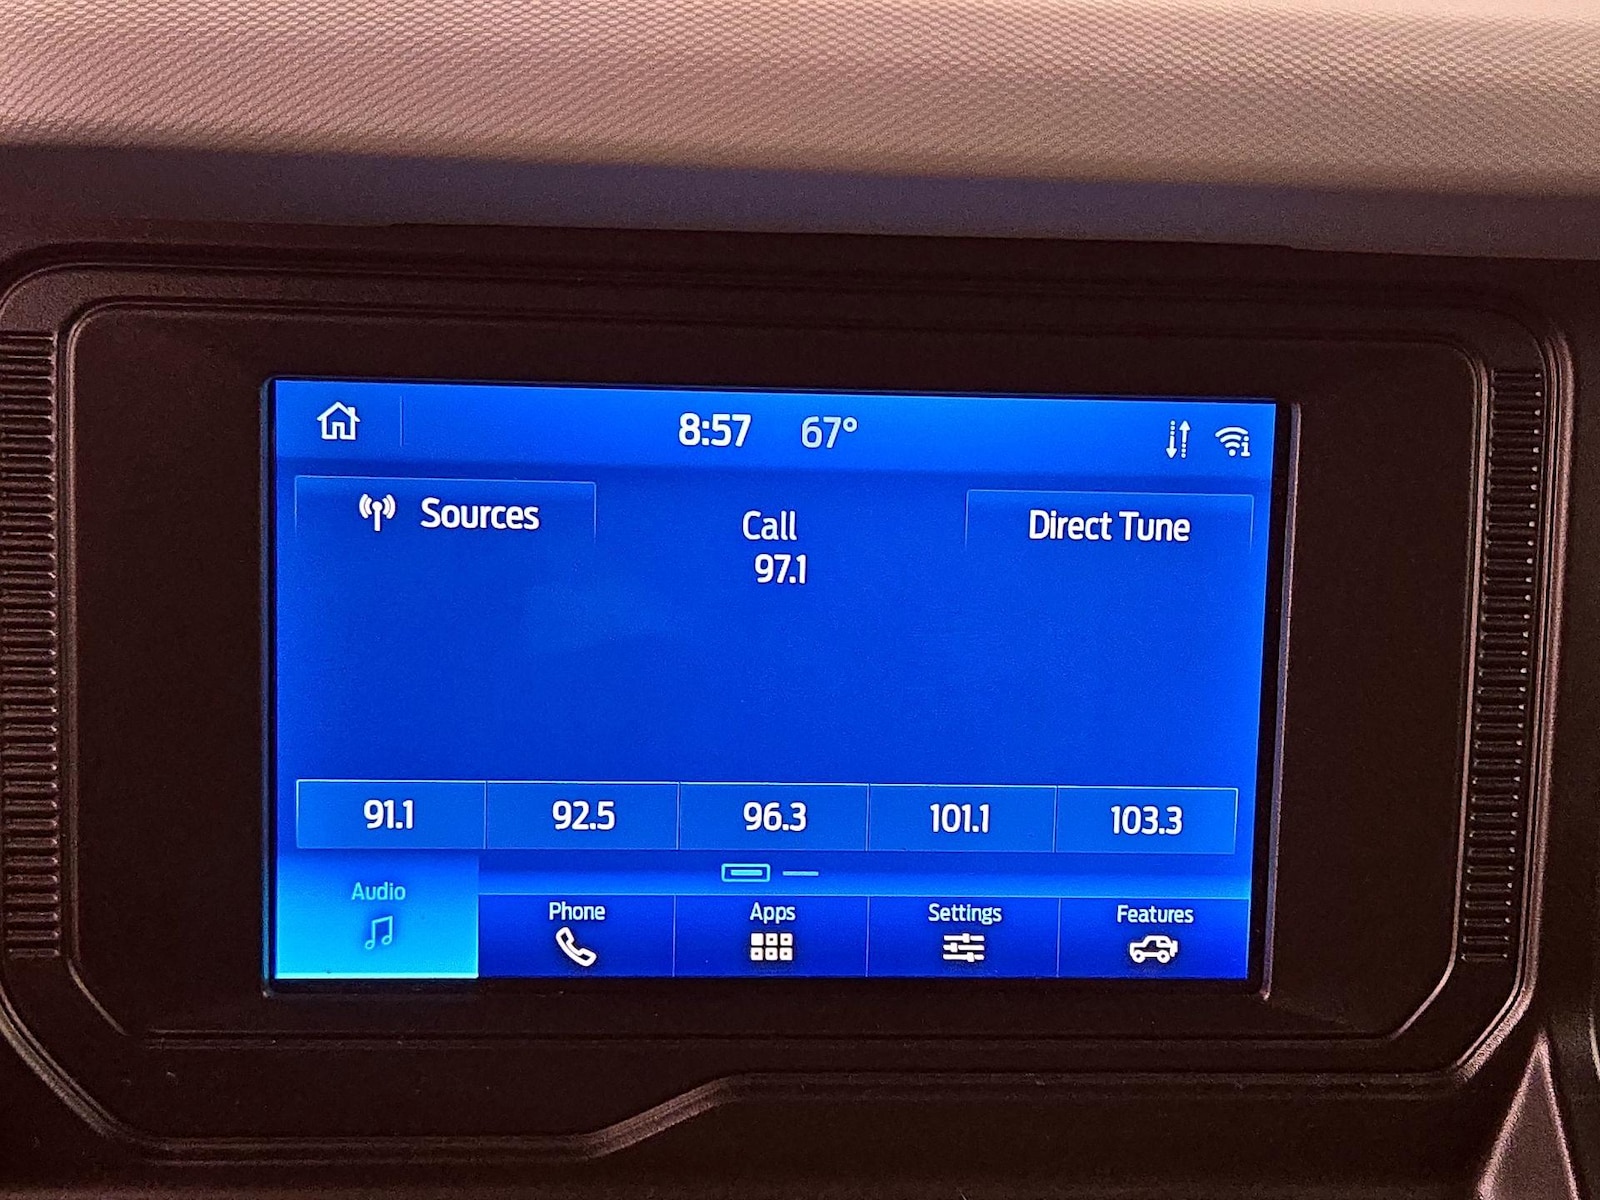 8:57 67°
Sources
Call
97.1
Direct Tune
91.1 92.5 96.3 101.1 103.3
Audio Phone Apps Settings Features